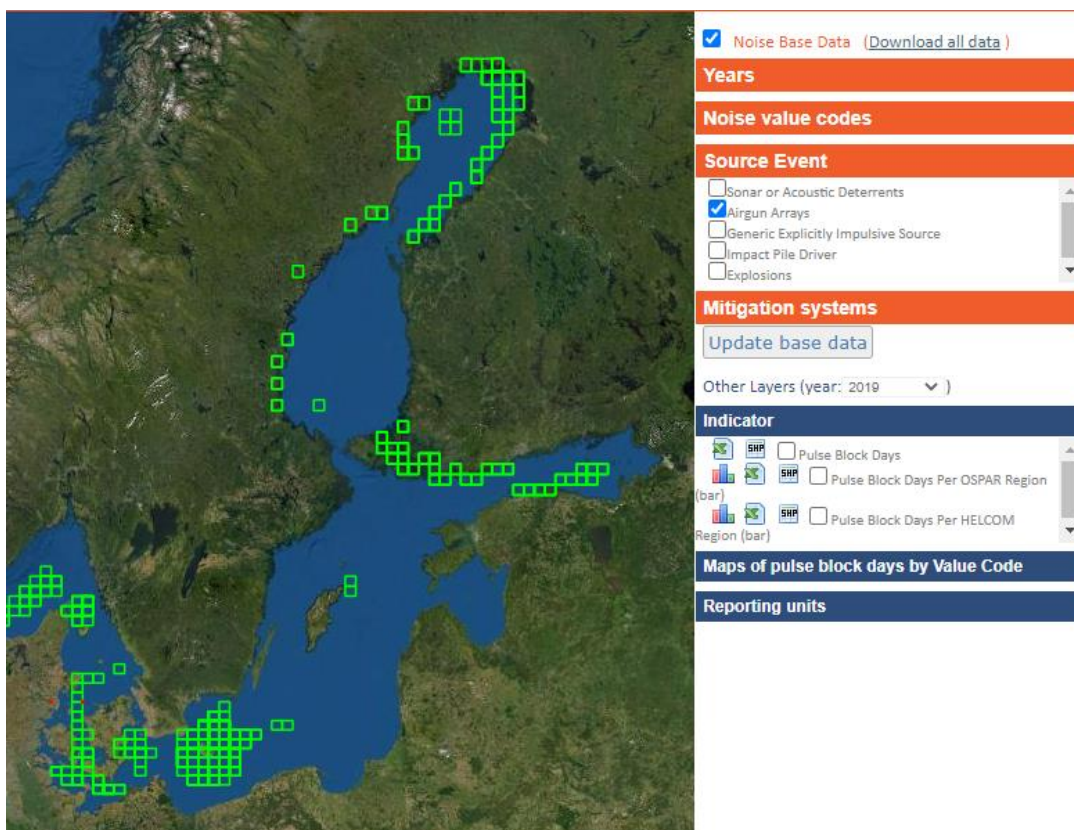 Noise Base Data (Download all data )
Years
Noise value codes
Source Event
Sonar or Acoustic Deterrents
Airgun Arrays
Generic Explicitly Impulsive Source
Impact Pile Driver
Explosions
Mitigation systems
Update base data
Other Layers (year: 2019 )
Indicator
SHP Pulse Block Days
SHP Pulse Block Days Per OSPAR Region
(bar)
SHP Pulse Block Days Per HELCOM
Region (bar)
Maps of pulse block days by Value Code
Reporting units